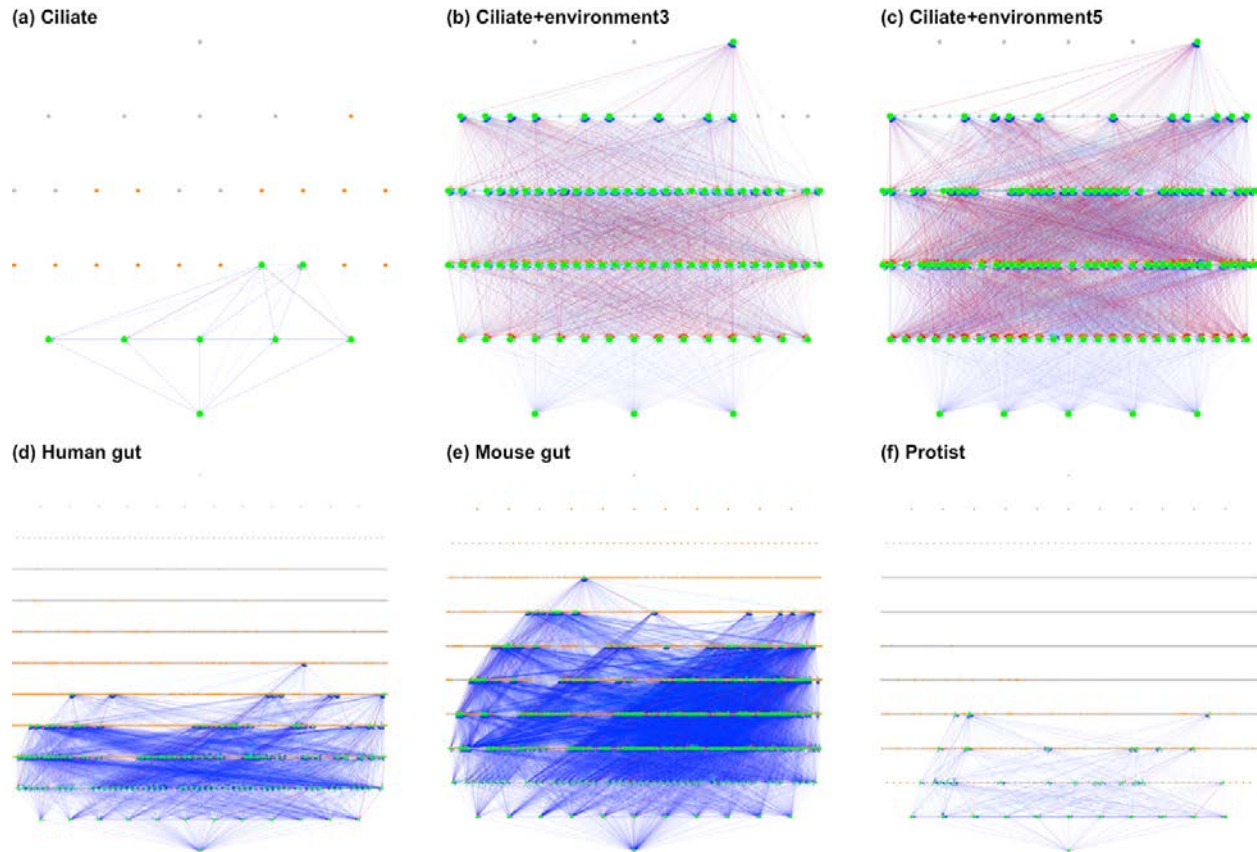 (a) Ciliate
(b) Ciliate+environment3
(c) Ciliate+environment5
(d) Human gut
(e) Mouse gut
(f) Protist